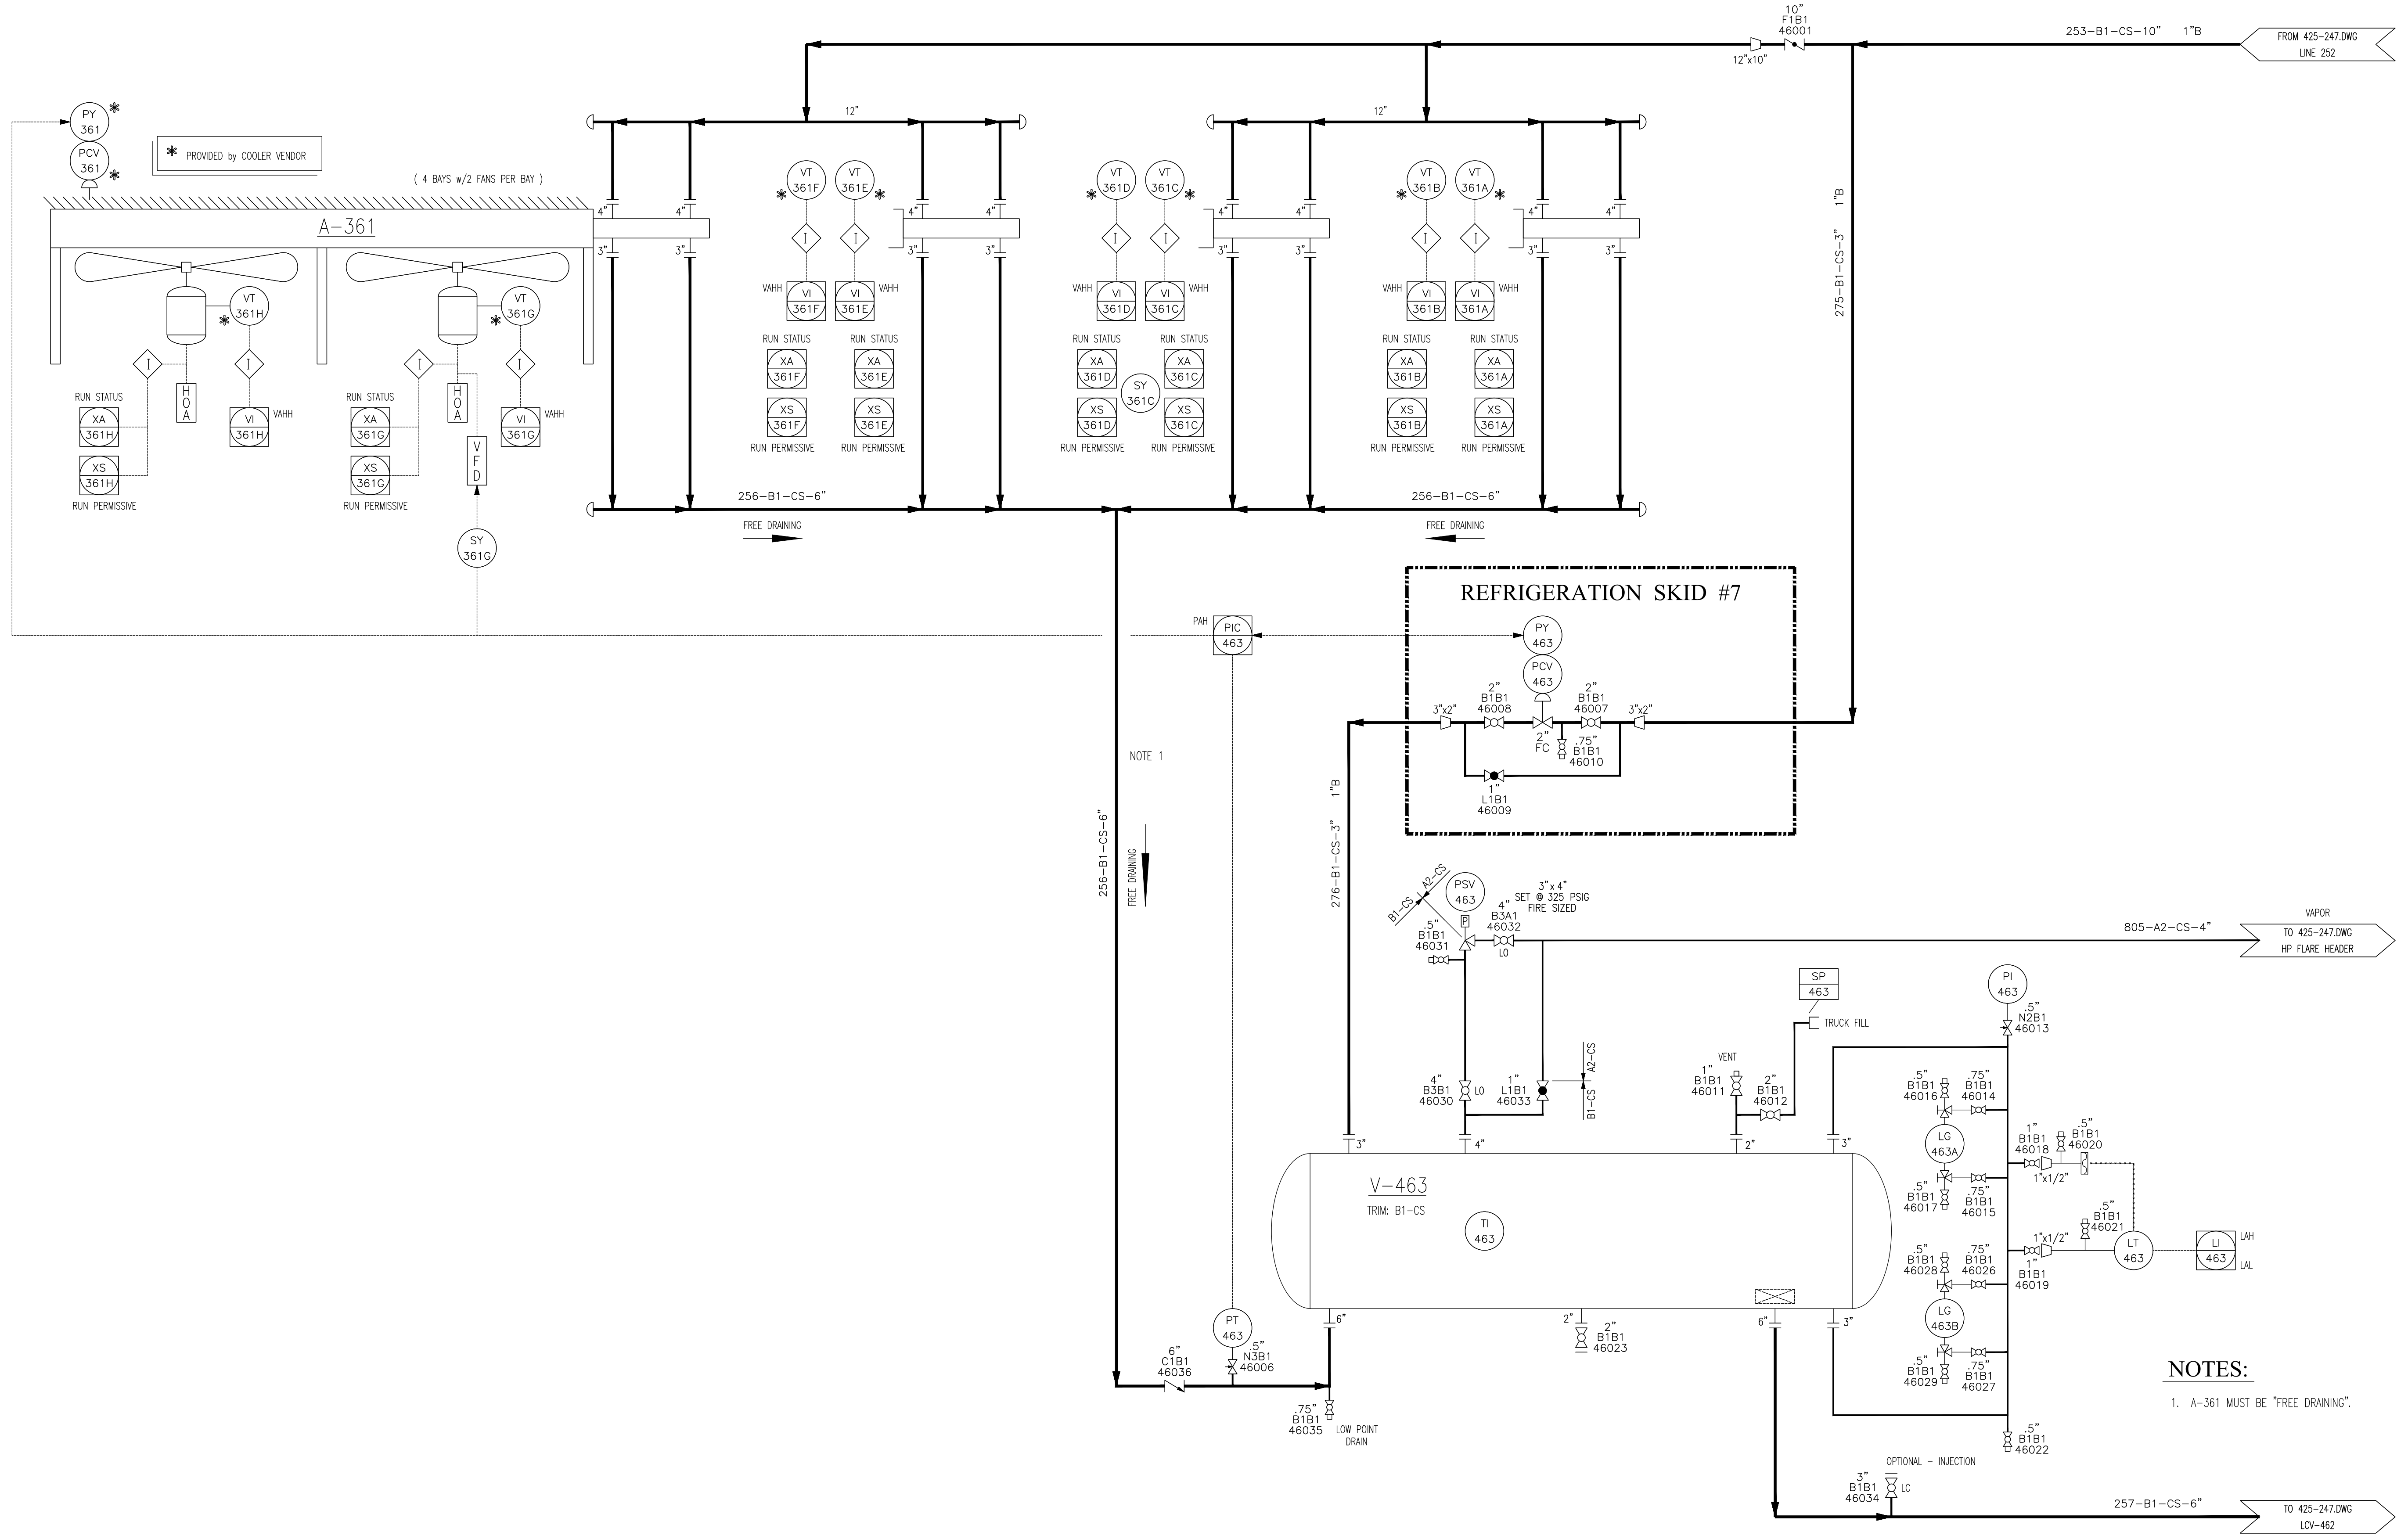 10"
F1B1
46001
12"x10"
253-B1-CS-10" 1"B
FROM 425-247.DWG
LINE 252
PY
361
PCV
361
PROVIDED by COOLER VENDOR
( 4 BAYS w/2 FANS PER BAY )
A-361
12"
12"
4"
4"
4"
4"
4"
4"
4"
4"
3"
3"
3"
3"
3"
3"
3"
3"
VT
361F
VT
361E
VT
361D
VT
361C
VT
361B
VT
361A
I
I
I
I
I
I
VAHH
VI
361F
VI
361E
VAHH
VAHH
VI
361D
VI
361C
VAHH
VAHH
VI
361B
VI
361A
VAHH
RUN STATUS
RUN STATUS
RUN STATUS
RUN STATUS
RUN STATUS
RUN STATUS
XA
361F
XA
361E
XA
361D
XA
361C
XA
361B
XA
361A
SY
361C
XS
361F
XS
361E
XS
361D
XS
361C
XS
361B
XS
361A
RUN PERMISSIVE
RUN PERMISSIVE
RUN PERMISSIVE
RUN PERMISSIVE
RUN PERMISSIVE
RUN PERMISSIVE
VT
361H
VT
361G
I
I
I
I
HOA
HOA
RUN STATUS
XA
361H
XS
361H
RUN PERMISSIVE
VI
361H
VAHH
RUN STATUS
XA
361G
XS
361G
RUN PERMISSIVE
VI
361G
VAHH
VFD
SY
361G
256-B1-CS-6"
FREE DRAINING
256-B1-CS-6"
FREE DRAINING
275-B1-CS-3" 1"B
REFRIGERATION SKID #7
PAH
PIC
463
PY
463
PCV
463
3"x2"
2"
B1B1
46008
2"
B1B1
46007
3"x2"
2"
FC
.75"
B1B1
46010
1"
L1B1
46009
NOTE 1
256-B1-CS-6"
FREE DRAINING
276-B1-CS-3" 1"B
B1-CS
A2-CS
PSV
463
P
3"x4"
SET @ 325 PSIG
FIRE SIZED
4"
B3A1
46032
LO
.5"
B1B1
46031
805-A2-CS-4"
VAPOR
TO 425-247.DWG
HP FLARE HEADER
4"
B3B1
46030
LO
1"
L1B1
46033
B1-CS
A2-CS
SP
463
TRUCK FILL
VENT
1"
B1B1
46011
2"
B1B1
46012
PI
463
.5"
N2B1
46013
3"
4"
2"
3"
V-463
TRIM: B1-CS
TI
463
.5"
B1B1
46016
.75"
B1B1
46014
LG
463A
.5"
B1B1
46017
.75"
B1B1
46015
1"
B1B1
46018
.5"
B1B1
46020
1"x1/2"
.5"
B1B1
46021
1"x1/2"
1"
B1B1
46019
LT
463
LI
463
LAH
LAL
.5"
B1B1
46028
.75"
B1B1
46026
LG
463B
.5"
B1B1
46029
.75"
B1B1
46027
.5"
B1B1
46022
6"
2"
2"
B1B1
46023
6"
3"
PT
463
.5"
N3B1
46006
6"
C1B1
46036
.75"
B1B1
46035
LOW POINT
DRAIN
NOTES:
1. A-361 MUST BE "FREE DRAINING".
OPTIONAL - INJECTION
3"
B1B1
46034
LC
257-B1-CS-6"
TO 425-247.DWG
LCV-462